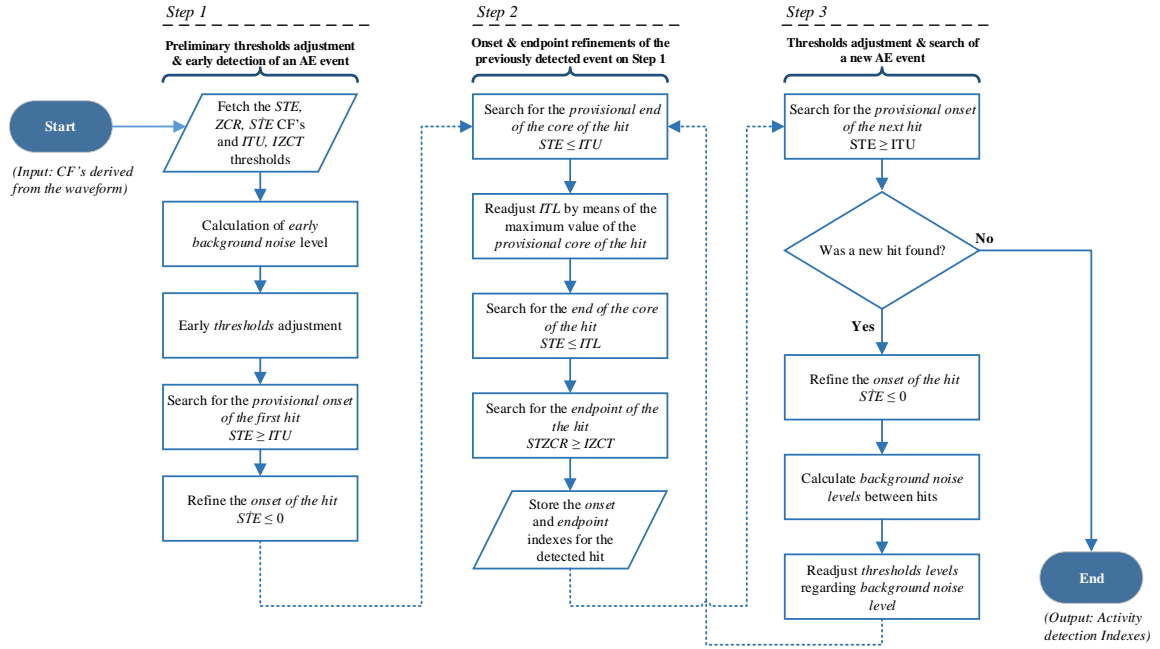 Step 1
Preliminary thresholds adjustment
& early detection of an AE event
Start
(Input: CF's derived
from the waveform)
Fetch the STE,
ZCR, STĖ CF's
and ITU, IZCT
thresholds
Calculation of early
background noise level
Early thresholds adjustment
Search for the provisional onset
of the first hit
STE ≥ ITU
Refine the onset of the hit
STĖ ≤ 0
Step 2
Onset & endpoint refinements of the
previously detected event on Step 1
Search for the provisional end
of the core of the hit
STE ≤ ITU
Readjust ITL by means of the
maximum value of the
provisional core of the hit
Search for the end of the core
of the hit
STE ≤ ITL
Search for the endpoint of the
the hit
STZCR ≥ IZCT
Store the onset
and endpoint
indexes for the
detected hit
Step 3
Thresholds adjustment & search of
a new AE event
Search for the provisional onset
of the next hit
STE ≥ ITU
Was a new hit found?
No
Yes
Refine the onset of the hit
STĖ ≤ 0
Calculate background noise
levels between hits
Readjust thresholds levels
regarding background noise
level
End
(Output: Activity
detection Indexes)